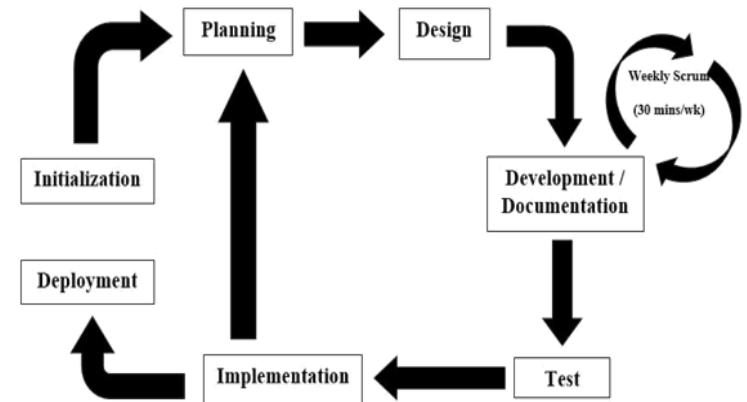 Planning
Design
Weekly Scrum
(30 mins/wk)
Initialization
Development /
Documentation
Deployment
Implementation
Test